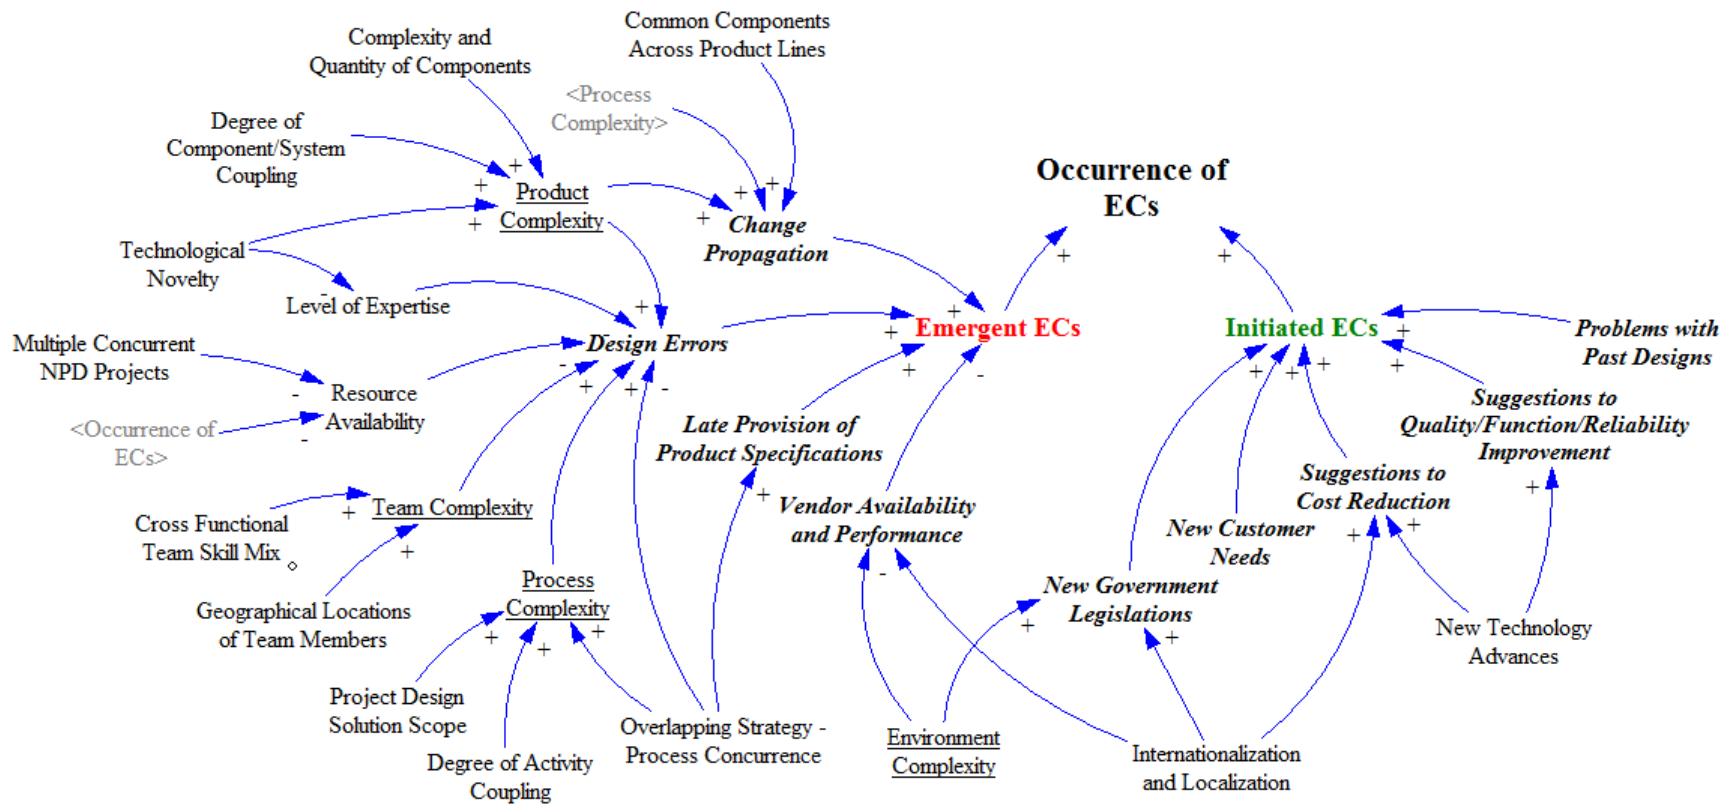 Complexity and
Quantity of Components
Common Components
Across Product Lines
<Process
Complexity>
Degree of
Component/System
Coupling
Occurrence of
ECs
+
+
Product
Complexity
+
+
+
+
+
Change
Propagation
+
+
Technological
Novelty
-
Level of Expertise
+
-
Design Errors
+
+
Emergent ECs
Initiated ECs
+
+
Problems with
Past Designs
Multiple Concurrent
NPD Projects
-
Resource
Availability
-
+
+
-
+
-
+
+
+
<Occurrence of
ECs>
-
Late Provision of
Product Specifications
+
Suggestions to
Quality/Function/Reliability
Improvement
+
Suggestions to
Cost Reduction
+
+
Vendor Availability
and Performance
-
New Customer
Needs
Cross Functional
Team Skill Mix
+
Team Complexity
+
Geographical Locations
of Team Members
Process
Complexity
+
+
+
New Government
Legislations
+
+
New Technology
Advances
Project Design
Solution Scope
Degree of Activity
Coupling
Overlapping Strategy -
Process Concurrence
Environment
Complexity
Internationalization
and Localization